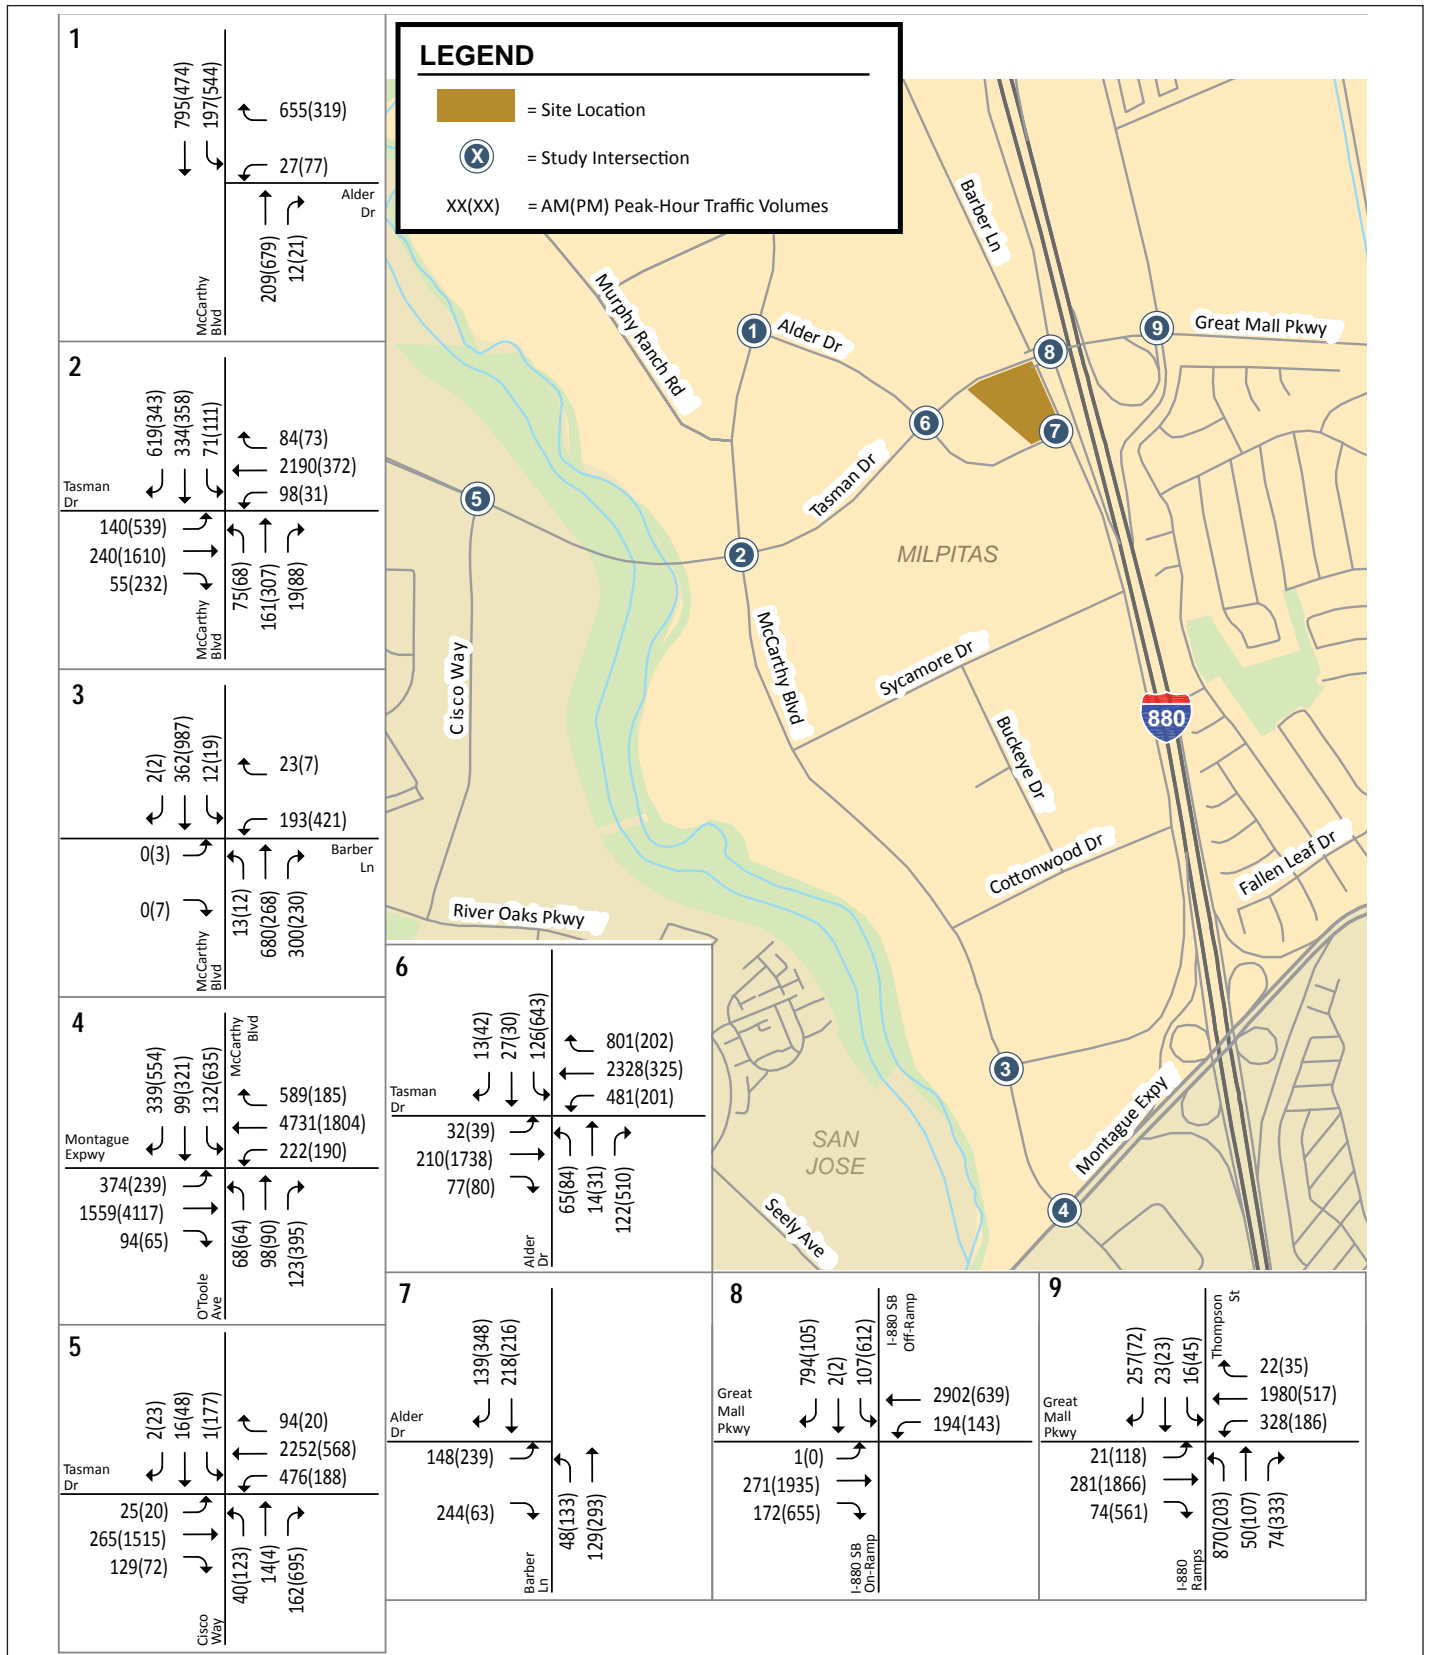 LEGEND
= Site Location
X
= Study Intersection
XX(XX) = AM(PM) Peak-Hour Traffic Volumes
1
795(474)
197(544)
655(319)
27(77)
Alder
Dr
209(679)
12(21)
McCarthy
Blvd
2
619(343)
334(358)
71(111)
84(73)
2190(372)
98(31)
Tasman
Dr
140(539)
240(1610)
55(232)
75(68)
161(307)
19(88)
McCarthy
Blvd
3
2(2)
362(987)
12(19)
23(7)
193(421)
Barber
Ln
0(3)
0(7)
13(12)
680(268)
300(230)
McCarthy
Blvd
4
339(554)
99(321)
132(635)
McCarthy
Blvd
589(185)
4731(1804)
222(190)
Montague
Expwy
374(239)
1559(4117)
94(65)
68(64)
98(90)
123(395)
O'Toole
Ave
5
2(23)
16(48)
1(177)
94(20)
2252(568)
476(188)
Tasman
Dr
25(20)
265(1515)
129(72)
40(123)
14(4)
162(695)
Cisco
Way
6
13(42)
27(30)
126(643)
801(202)
2328(325)
481(201)
Tasman
Dr
32(39)
210(1738)
77(80)
65(84)
14(31)
122(510)
Alder
Dr
7
139(348)
218(216)
Alder
Dr
148(239)
244(63)
48(133)
129(293)
Barber
Ln
8
794(105)
2(2)
107(612)
I-880 SB
Off-Ramp
2902(639)
194(143)
Great
Mall
Pkwy
1(0)
271(1935)
172(655)
I-880 SB
On-Ramp
9
257(72)
23(23)
16(45)
Thompson
St
22(35)
1980(517)
328(186)
Great
Mall
Pkwy
21(118)
281(1866)
74(561)
870(203)
50(107)
74(333)
I-880
Ramps
Barber Ln
Murphy Ranch Rd
1
Alder Dr
8
9
Great Mall Pkwy
6
7
Tasman Dr
5
2
MILPITAS
McCarthy Blvd
Cisco Way
Sycamore Dr
880
Buckeye Dr
Cottonwood Dr
Fallen Leaf Dr
River Oaks Pkwy
3
Montague Expy
SAN
JOSE
Seely Ave
4